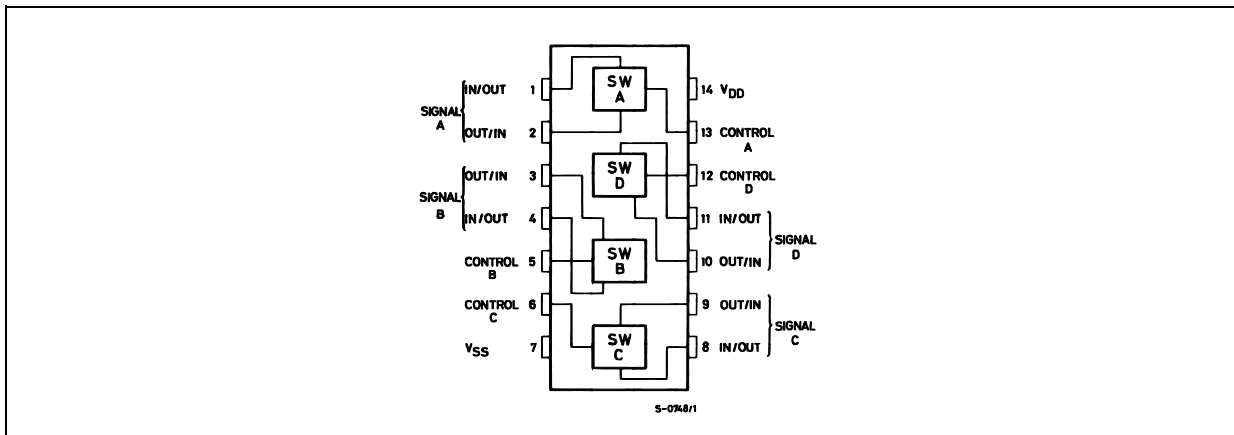 SIGNAL
A
IN/OUT 1
OUT/IN 2
SIGNAL
B
OUT/IN 3
IN/OUT 4
CONTROL
B
5
CONTROL
C
6
VSS 7
SW
A
SW
D
SW
B
SW
C
14 VDD
13 CONTROL
A
12 CONTROL
D
11 IN/OUT
10 OUT/IN
SIGNAL
D
9 OUT/IN
8 IN/OUT
SIGNAL
C
S-0748/1